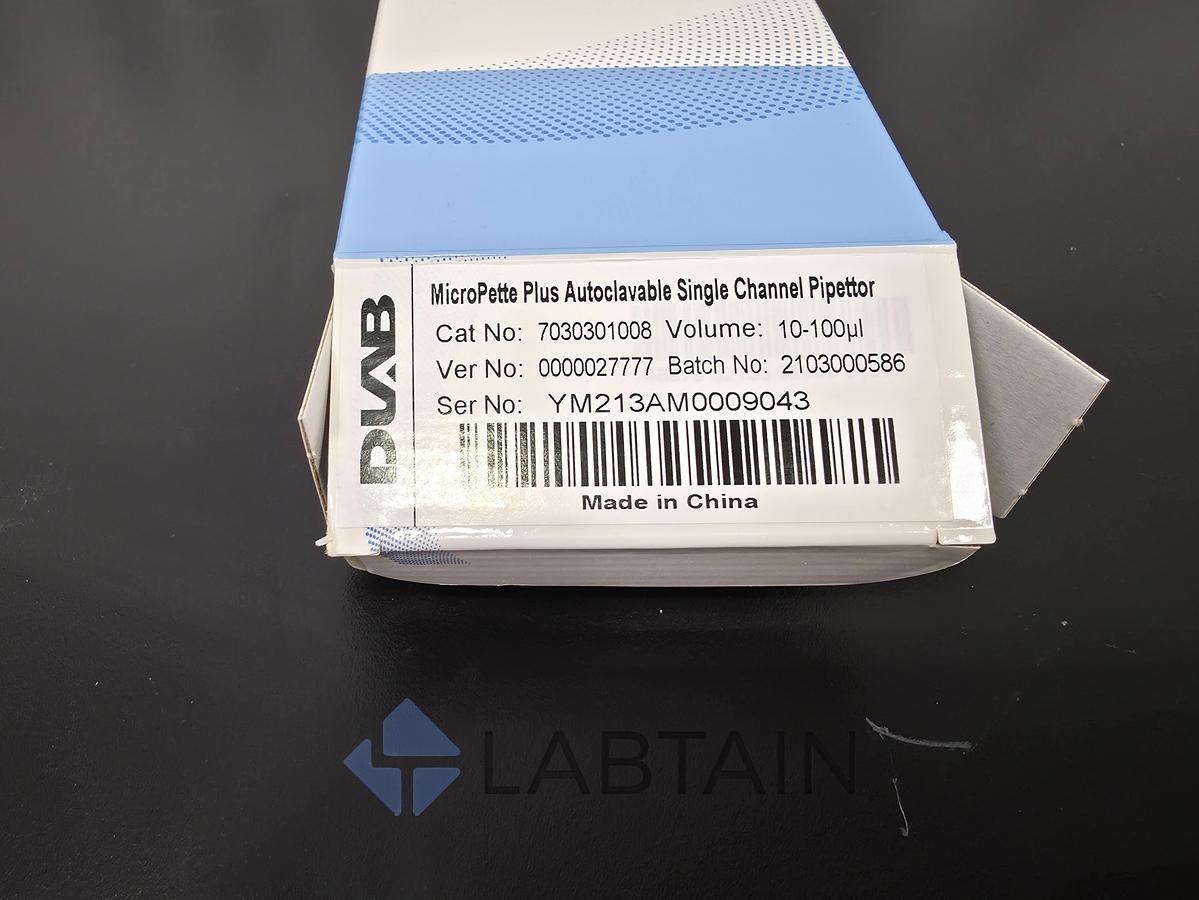 DLAB
MicroPette Plus Autoclavable Single Channel Pipettor
Cat No: 7030301008 Volume: 10-100µl
Ver No: 0000027777 Batch No: 2103000586
Ser No: YM213AM0009043
Made in China
LABTAIN